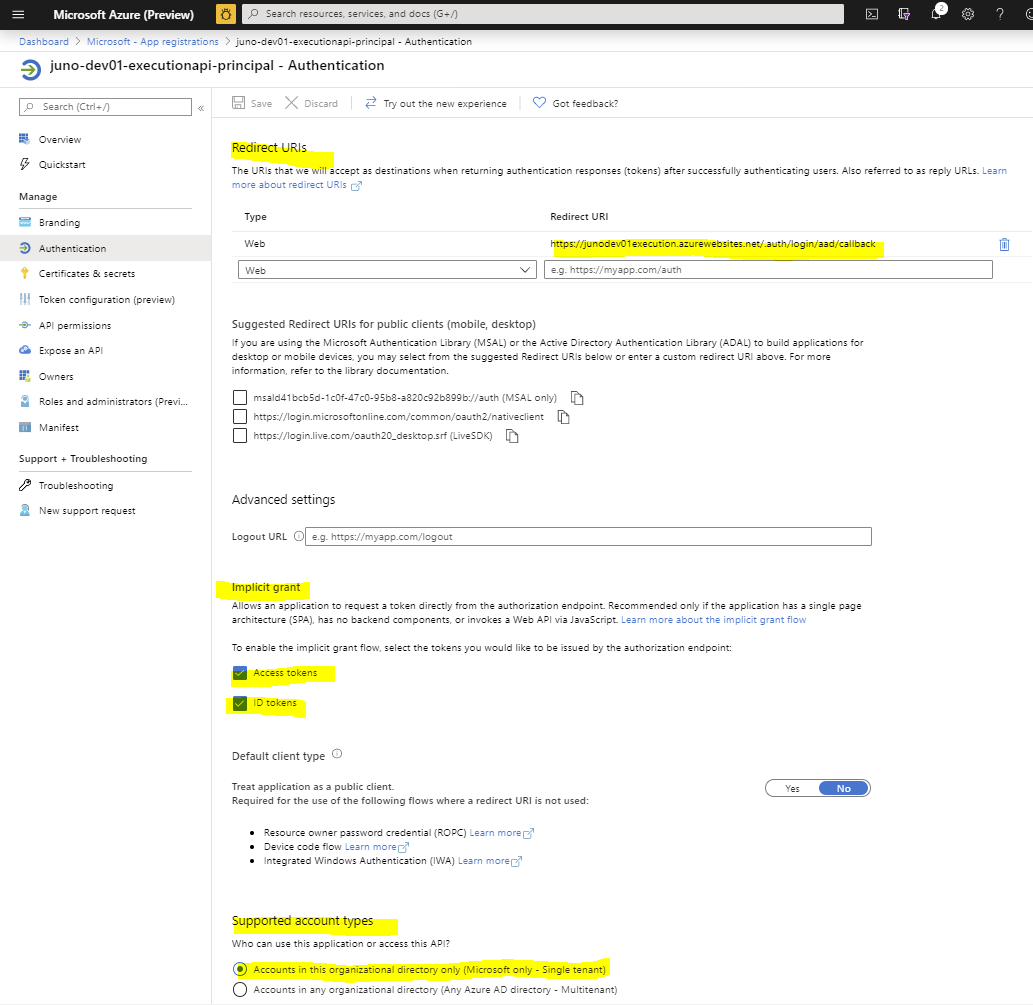 Microsoft Azure (Preview)
Search resources, services, and docs (G+/)
2
Dashboard > Microsoft - App registrations > juno-dev01-executionapi-principal - Authentication
juno-dev01-executionapi-principal - Authentication
Search (Ctrl+/)
«
Save
Discard
Try out the new experience
Got feedback?
Overview
Quickstart
Manage
Branding
Authentication
Certificates & secrets
Token configuration (preview)
API permissions
Expose an API
Owners
Roles and administrators (Previ...
Manifest
Support + Troubleshooting
Troubleshooting
New support request
Redirect URIs
The URIs that we will accept as destinations when returning authentication responses (tokens) after successfully authenticating users. Also referred to as reply URLs. Learn
more about redirect URIs
Type
Redirect URI
Web
https://junodev01execution.azurewebsites.net/.auth/login/aad/callback
Web
e.g. https://myapp.com/auth
Suggested Redirect URIs for public clients (mobile, desktop)
If you are using the Microsoft Authentication Library (MSAL) or the Active Directory Authentication Library (ADAL) to build applications for
desktop or mobile devices, you may select from the suggested Redirect URIs below or enter a custom redirect URI above. For more
information, refer to the library documentation.
msald41bcb5d-1c0f-47c0-95b8-a820c92b899b://auth (MSAL only)
https://login.microsoftonline.com/common/oauth2/nativeclient
https://login.live.com/oauth20_desktop.srf (LiveSDK)
Advanced settings
Logout URL
e.g. https://myapp.com/logout
Implicit grant
Allows an application to request a token directly from the authorization endpoint. Recommended only if the application has a single page
architecture (SPA), has no backend components, or invokes a Web API via JavaScript. Learn more about the implicit grant flow
To enable the implicit grant flow, select the tokens you would like to be issued by the authorization endpoint:
Access tokens
ID tokens
Default client type
Treat application as a public client.
Required for the use of the following flows where a redirect URI is not used:
Yes
No
Resource owner password credential (ROPC) Learn more
Device code flow Learn more
Integrated Windows Authentication (IWA) Learn more
Supported account types
Who can use this application or access this API?
Accounts in this organizational directory only (Microsoft only - Single tenant)
Accounts in any organizational directory (Any Azure AD directory - Multitenant)